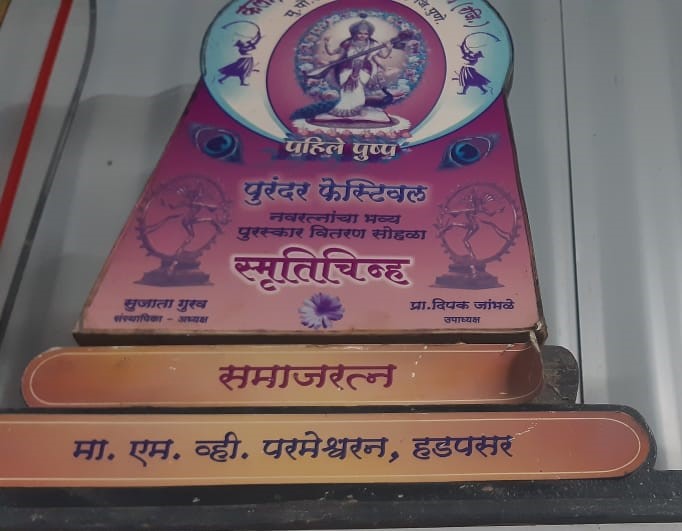 पहिले पुष्प
पुरंदर फेस्टिवल
नवरत्नांचा भव्य
पुरस्कार वितरण सोहळा
स्मृतिचिन्ह
सुजाता गुरव
संस्थापिका - अध्यक्ष
प्रा.दिपक जांभळे
उपाध्यक्ष
समाजरत्न
मा. एम. व्ही. परमेश्वरन, हडपसर